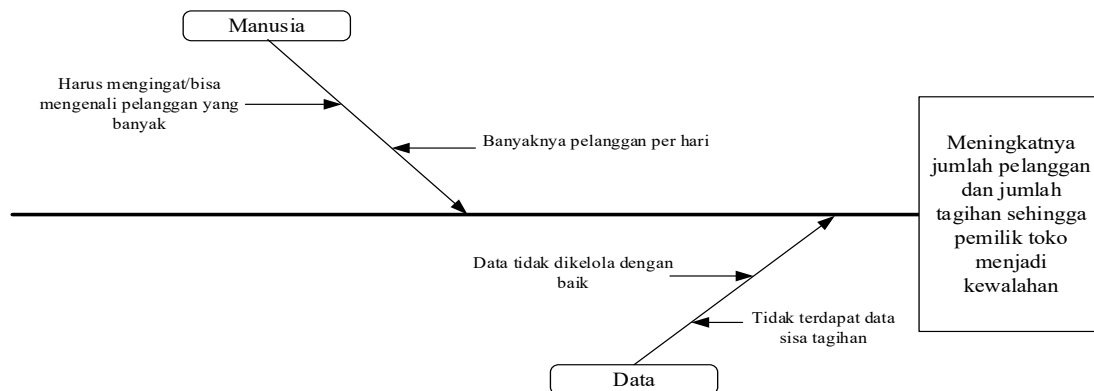 Manusia
Harus mengingat/bisa
mengenali pelanggan yang
banyak
Banyaknya pelanggan per hari
Meningkatnya
jumlah pelanggan
dan jumlah
tagihan sehingga
pemilik toko
menjadi
kewalahan
Data tidak dikelola dengan
baik
Tidak terdapat data
sisa tagihan
Data